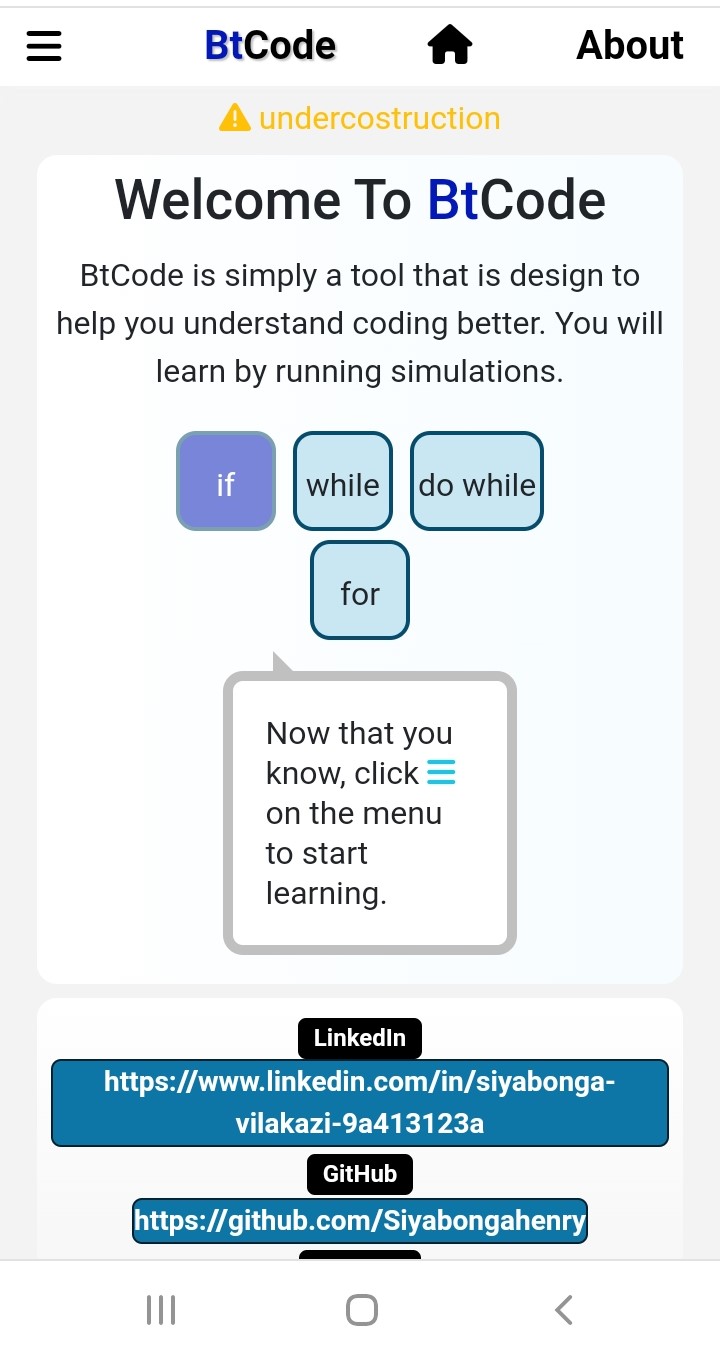 BtCode About
undercostruction
Welcome To BtCode
BtCode is simply a tool that is design to
help you understand coding better. You will
learn by running simulations.
if while do while
for
Now that you
know, click
on the menu
to start
learning.
LinkedIn
https://www.linkedin.com/in/siyabonga-
vilakazi-9a413123a
GitHub
https://github.com/Siyabongahenry